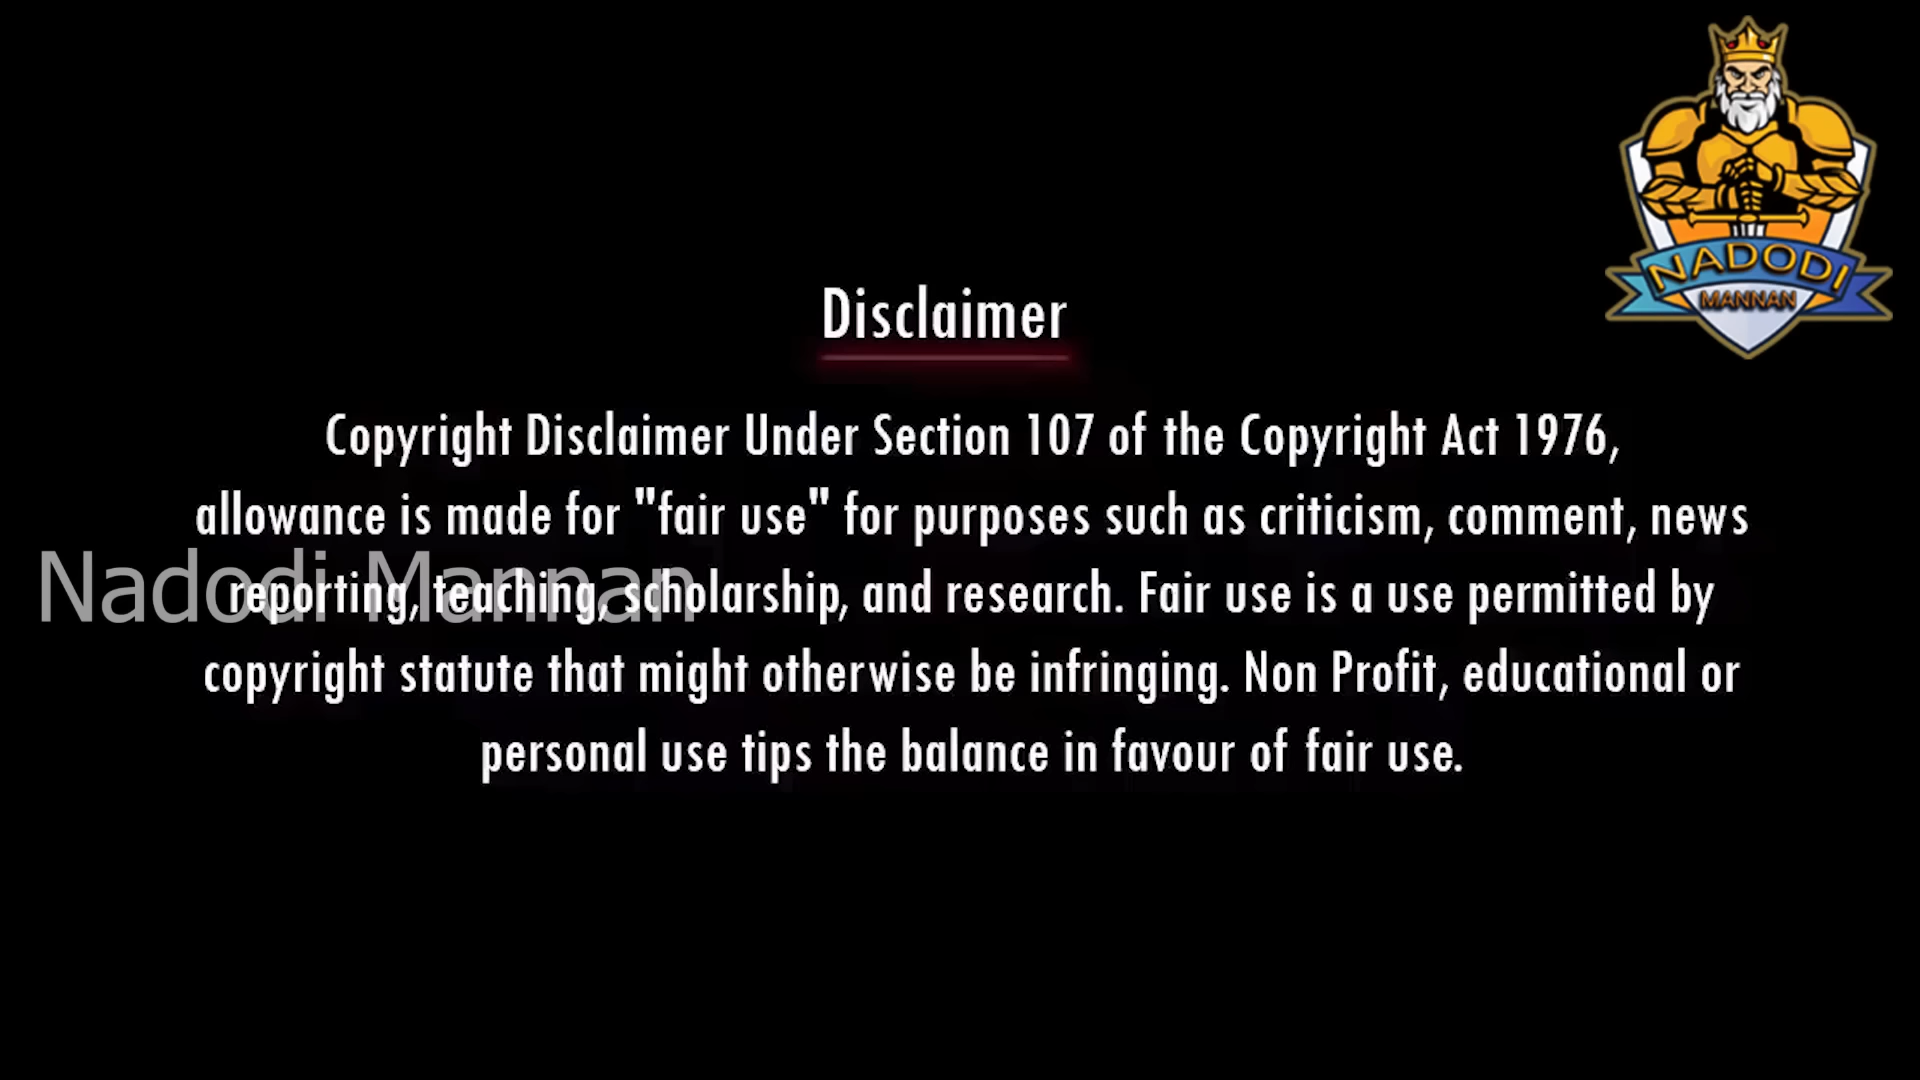 NADODI
MANNAN
Disclaimer
Copyright Disclaimer Under Section 107 of the Copyright Act 1976,
allowance is made for "fair use" for purposes such as criticism, comment, news
reporting, teaching, scholarship, and research. Fair use is a use permitted by
copyright statute that might otherwise be infringing. Non Profit, educational or
personal use tips the balance in favour of fair use.
Nadodi Mannan